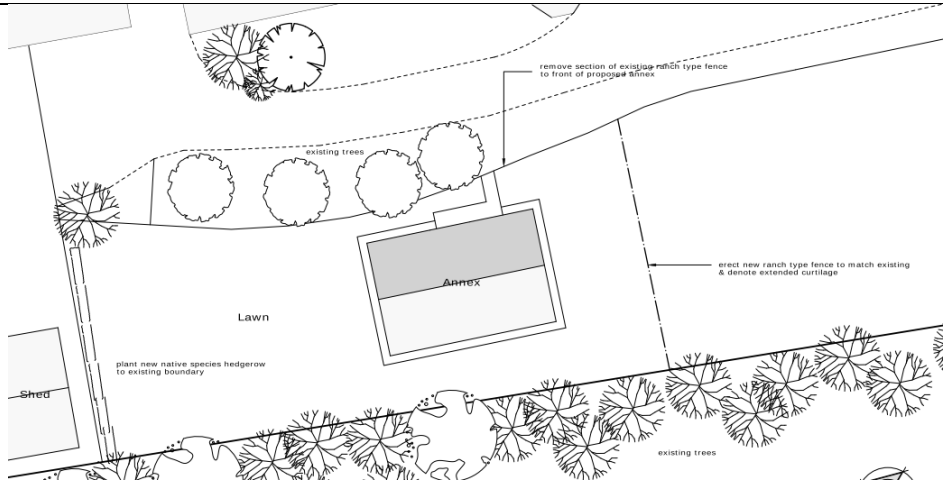 remove section of existing ranch type fence
to front of proposed annex
existing trees
erect new ranch type fence to match existing
& denote extended curtilage
Annex
Lawn
plant new native species hedgerow
to existing boundary
Shed
existing trees